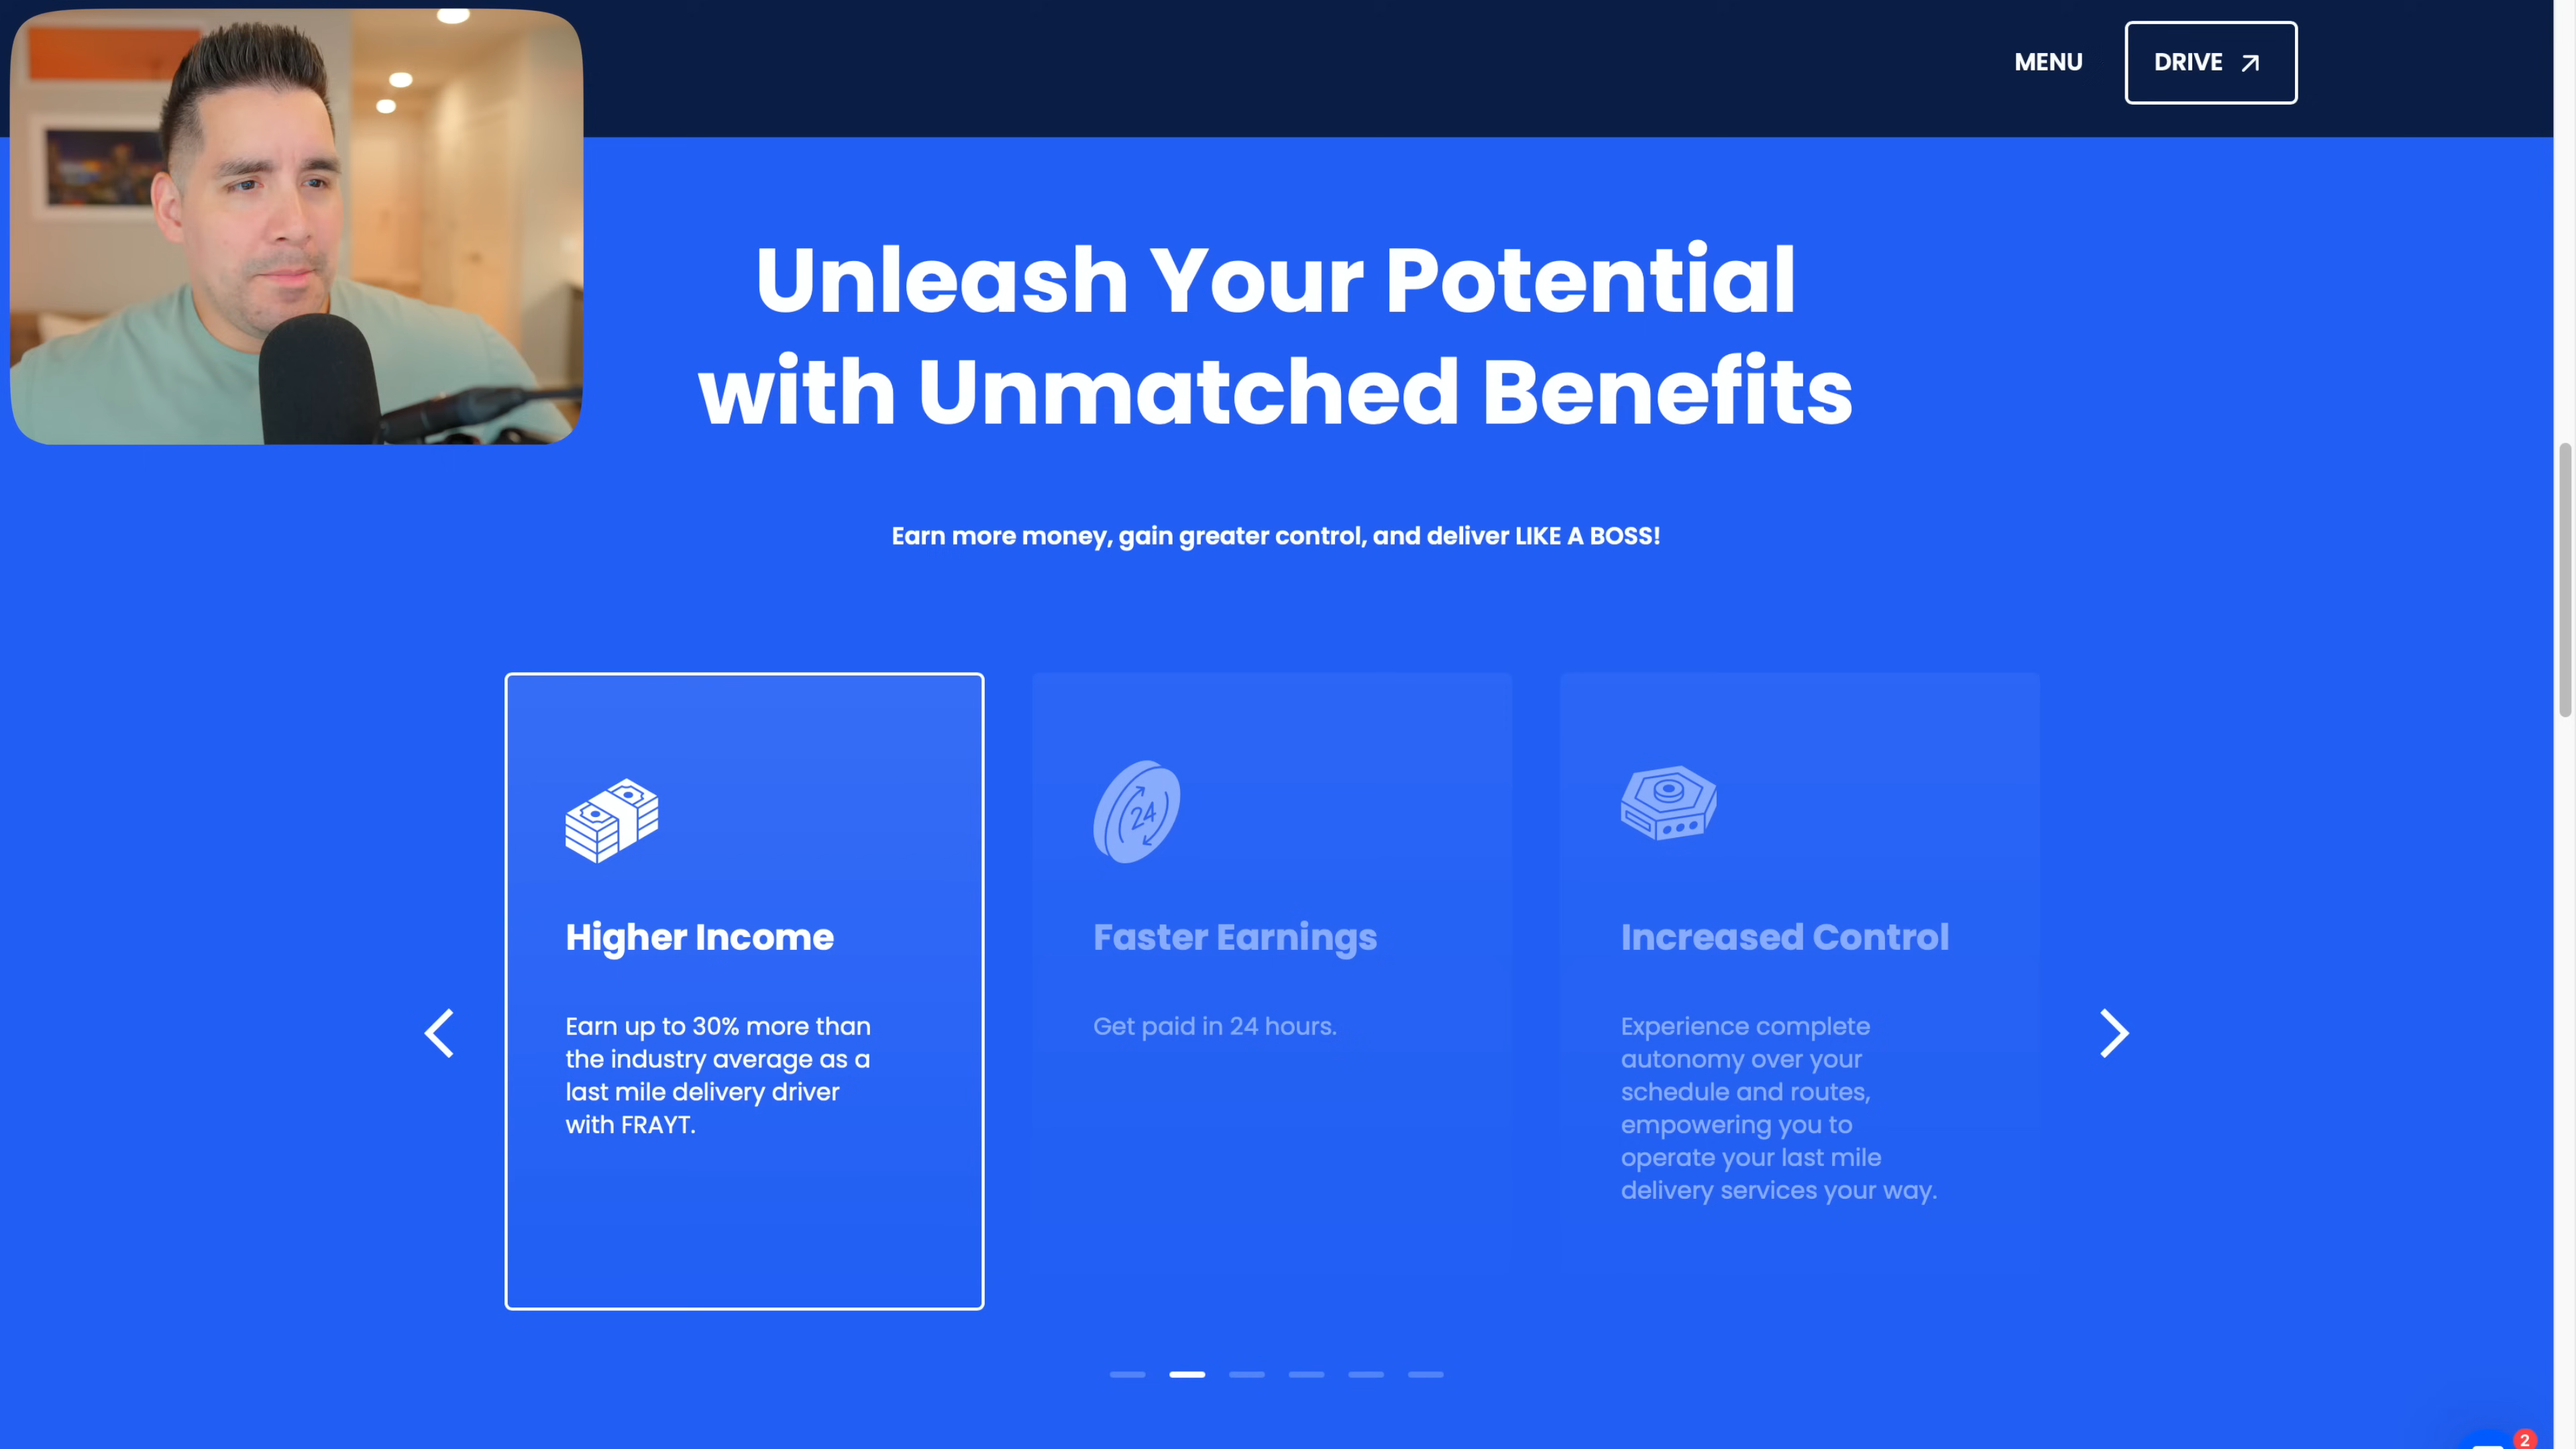 MENU
DRIVE
Unleash Your Potential
with Unmatched Benefits
Earn more money, gain greater control, and deliver LIKE A BOSS!
24
Higher Income
Earn up to 30% more than
the industry average as a
last mile delivery driver
with FRAYT.
Faster Earnings
Get paid in 24 hours.
Increased Control
Experience complete
autonomy over your
schedule and routes,
empowering you to
operate your last mile
delivery services your way.
2